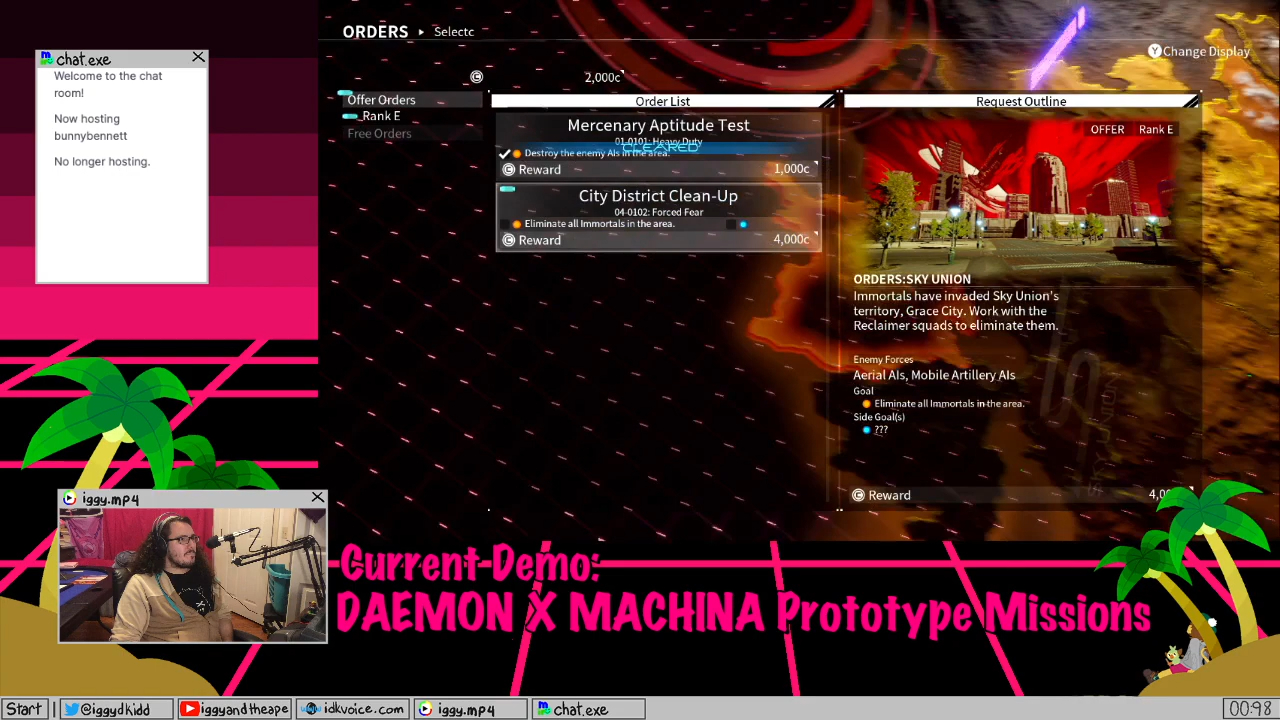 ORDERS ▸ Selectc
Ⓨ Change Display
chat.exe
Welcome to the chat
room!
Now hosting
bunnybennett
No longer hosting.
Ⓒ 2,000c
Offer Orders
Rank E
Free Orders
Order List
Mercenary Aptitude Test
01-0101: Heavy Duty
CLEARED
Destroy the enemy AIs in the area.
Ⓒ Reward 1,000c
City District Clean-Up
04-0102: Forced Fear
Eliminate all Immortals in the area.
Ⓒ Reward 4,000c
Request Outline
OFFER Rank E
ORDERS:SKY UNION
Immortals have invaded Sky Union's
territory, Grace City. Work with the
Reclaimer squads to eliminate them.
Enemy Forces
Aerial AIs, Mobile Artillery AIs
Goal
Eliminate all Immortals in the area.
Side Goal(s)
???
Ⓒ Reward 4,00
iggy.mp4
Current Demo:
DAEMON X MACHINA Prototype Missions
Start | @iggydkidd iggyandtheape idkvoice.com iggy.mp4 chat.exe 00:98